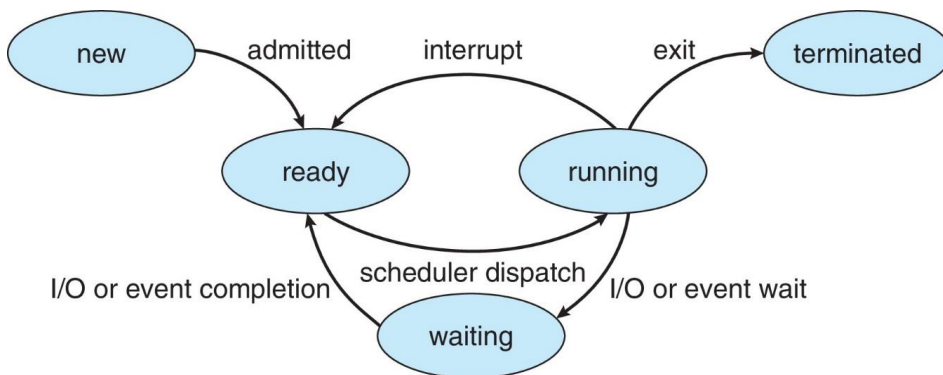 new
admitted
interrupt
exit
terminated
ready
running
scheduler dispatch
I/O or event completion
I/O or event wait
waiting